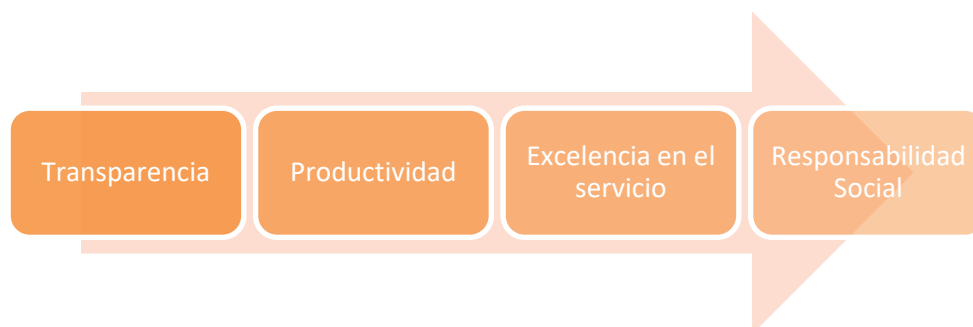 Transparencia
Productividad
Excelencia en el
servicio
Responsabilidad
Social